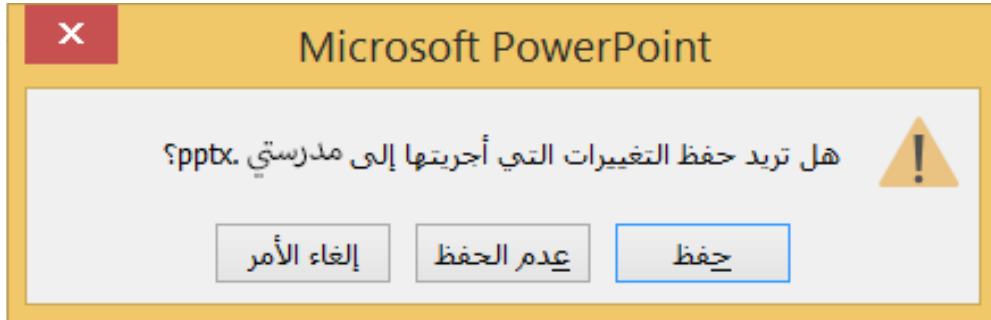 Microsoft PowerPoint
هل تريد حفظ التغييرات التي أجريتها إلى مدرستي .pptx؟
حفظ
عدم الحفظ
إلغاء الأمر